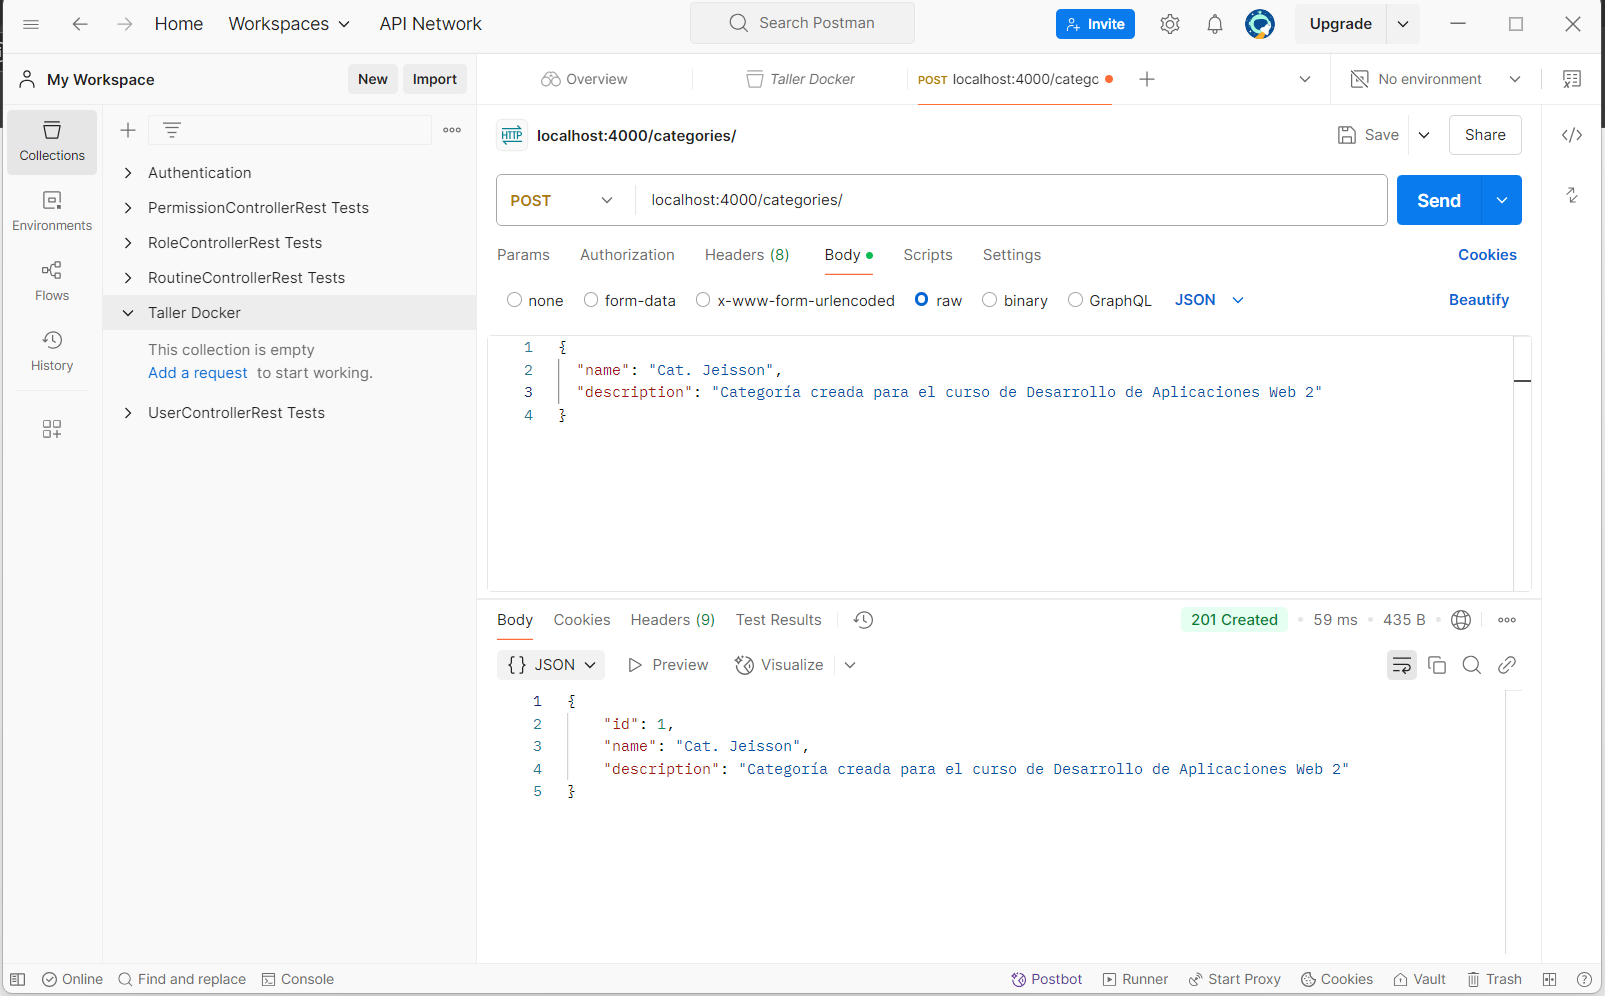 Home Workspaces API Network Search Postman Invite Upgrade
My Workspace New Import Overview Taller Docker POST localhost:4000/catego No environment
Collections
Environments
Flows
History
Authentication
PermissionControllerRest Tests
RoleControllerRest Tests
RoutineControllerRest Tests
Taller Docker
This collection is empty
Add a request to start working.
UserControllerRest Tests
HTTP localhost:4000/categories/ Save Share
POST localhost:4000/categories/ Send
Params Authorization Headers (8) Body Scripts Settings Cookies
none form-data x-www-form-urlencoded raw binary GraphQL JSON Beautify
1 {
2 "name": "Cat. Jeisson",
3 "description": "Categoría creada para el curso de Desarrollo de Aplicaciones Web 2"
4 }
Body Cookies Headers (9) Test Results 201 Created 59 ms 435 B
{} JSON Preview Visualize
1 {
2 "id": 1,
3 "name": "Cat. Jeisson",
4 "description": "Categoría creada para el curso de Desarrollo de Aplicaciones Web 2"
5 }
Online Find and replace Console Postbot Runner Start Proxy Cookies Vault Trash